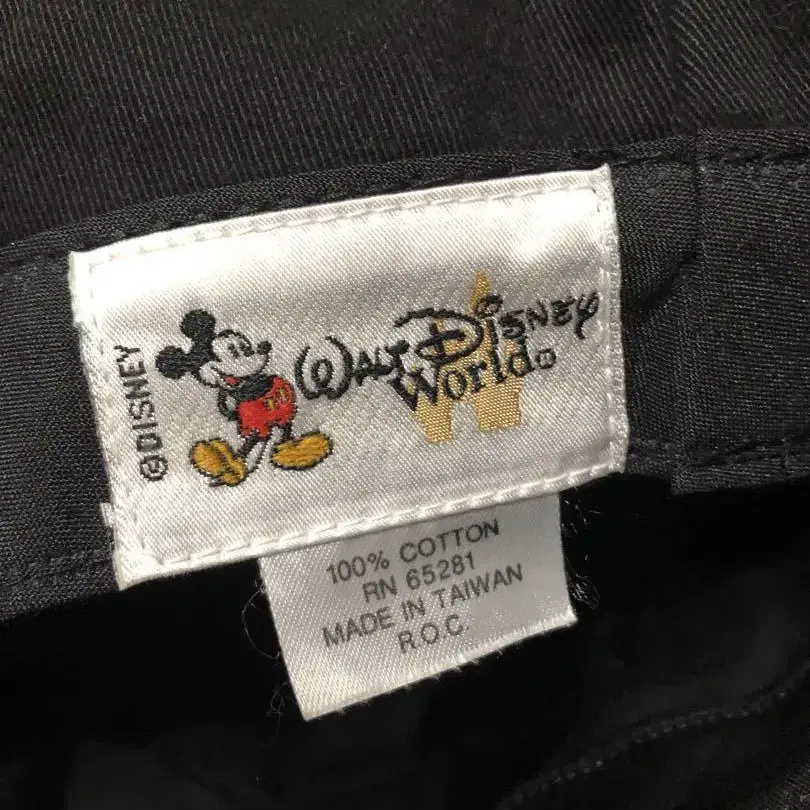 ©DISNEY
WALT DISNEY
World®
100% COTTON
RN 65281
MADE IN TAIWAN
R.O.C.